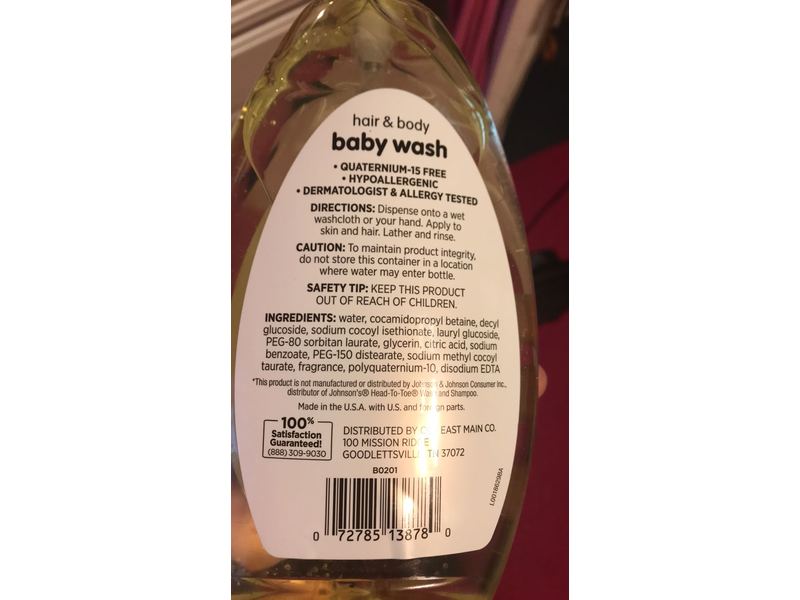 hair & body
baby wash
• QUATERNIUM-15 FREE
• HYPOALLERGENIC
• DERMATOLOGIST & ALLERGY TESTED
DIRECTIONS: Dispense onto a wet
washcloth or your hand. Apply to
skin and hair. Lather and rinse.
CAUTION: To maintain product integrity,
do not store this container in a location
where water may enter bottle.
SAFETY TIP: KEEP THIS PRODUCT
OUT OF REACH OF CHILDREN.
INGREDIENTS: water, cocamidopropyl betaine, decyl
glucoside, sodium cocoyl isethionate, lauryl glucoside,
PEG-80 sorbitan laurate, glycerin, citric acid, sodium
benzoate, PEG-150 distearate, sodium methyl cocoyl
taurate, fragrance, polyquaternium-10, disodium EDTA
*This product is not manufactured or distributed by Johnson & Johnson Consumer Inc.,
distributor of Johnson's® Head-To-Toe® Wash and Shampoo.
Made in the U.S.A. with U.S. and foreign parts.
100%
Satisfaction
Guaranteed!
(888) 309-9030
DISTRIBUTED BY EAST MAIN CO.
100 MISSION RIDGE
GOODLETTSVILLE, TN 37072
B0201
L0018629BA
0 72785 13878 0